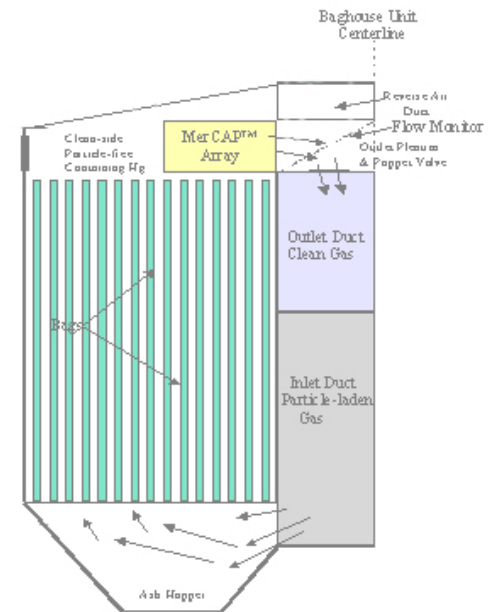 Baghouse Unit
Centerline
Reverse Air
Duct
Flow Monitor
Outlet Plenum
& Poppet Valve
Clean-side
Particle-free
Containing Hg
MerCAP™
Array
Outlet Duct
Clean Gas
Bags
Inlet Duct
Particle-laden
Gas
Ash Hopper